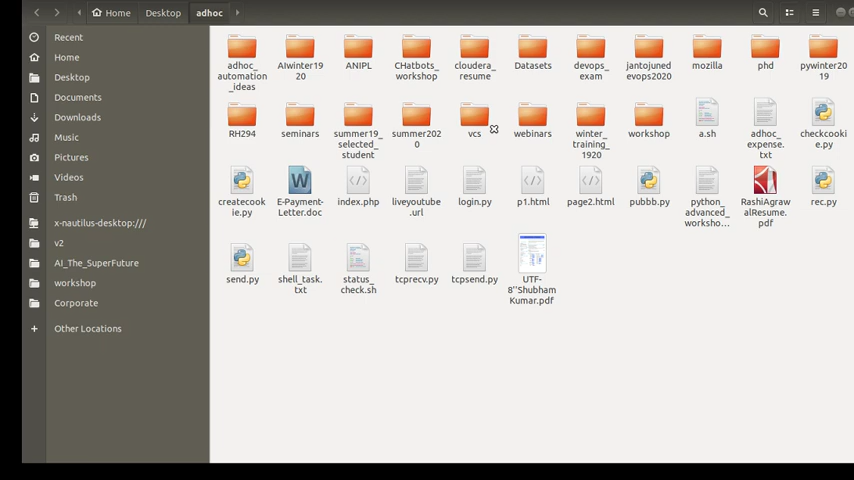 Home
Desktop
adhoc
Recent
Home
Desktop
Documents
Downloads
Music
Pictures
Videos
Trash
x-nautilus-desktop:///
v2
AI_The_SuperFuture
workshop
Corporate
Other Locations
adhoc_
automation
_ideas
AIwinter19
20
ANIPL
CHatbots_
workshop
cloudera_
resume
Datasets
devops_
exam
jantojuned
evops2020
mozilla
phd
pywinter20
19
RH294
seminars
summer19_
selected_
student
summer202
0
vcs
webinars
winter_
training_
1920
workshop
a.sh
adhoc_
expense.
txt
checkcooki
e.py
createcook
ie.py
E-Payment-
Letter.doc
index.php
liveyoutube
.url
login.py
p1.html
page2.html
pubbb.py
python_
advanced_
worksho...
RashiAgraw
alResume.
pdf
rec.py
send.py
shell_task.
txt
status_
check.sh
tcprecv.py
tcpsend.py
UTF-
8''Shubham
Kumar.pdf